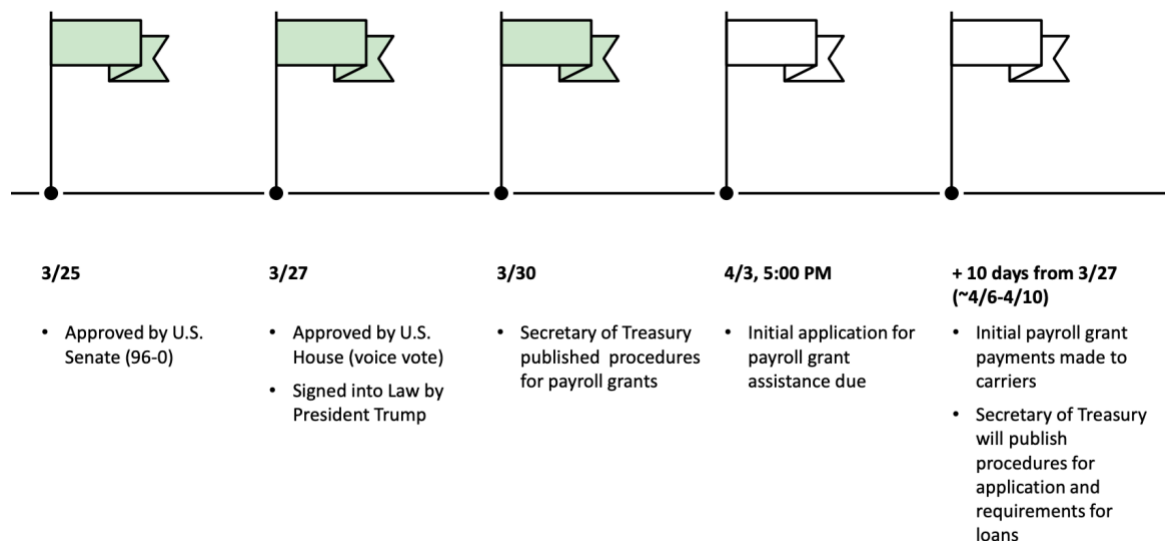 3/25
• Approved by U.S.
Senate (96-0)
3/27
• Approved by U.S.
House (voice vote)
• Signed into Law by
President Trump
3/30
• Secretary of Treasury
published procedures
for payroll grants
4/3, 5:00 PM
• Initial application for
payroll grant
assistance due
+ 10 days from 3/27
(~4/6-4/10)
• Initial payroll grant
payments made to
carriers
• Secretary of Treasury
will publish
procedures for
application and
requirements for
loans